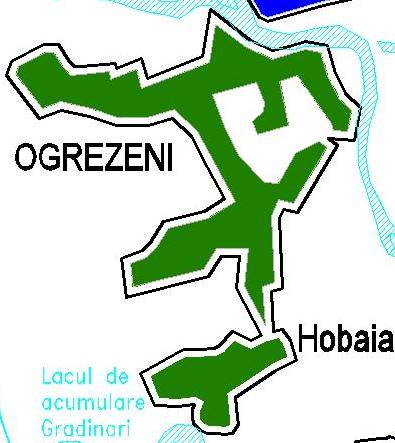 OGREZENI
Hobaia
Lacul de
acumulare
Gradinari